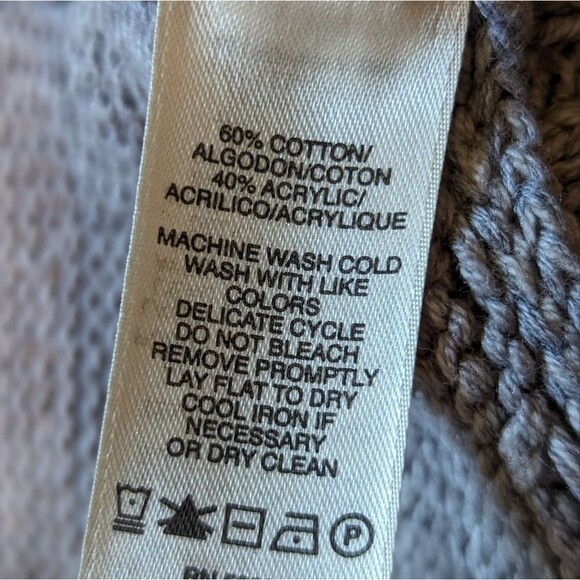 60% COTTON/
ALGODON/COTON
40% ACRYLIC/
ACRILICO/ACRYLIQUE
MACHINE WASH COLD
WASH WITH LIKE
COLORS
DELICATE CYCLE
DO NOT BLEACH
REMOVE PROMPTLY
LAY FLAT TO DRY
COOL IRON IF
NECESSARY
OR DRY CLEAN
P